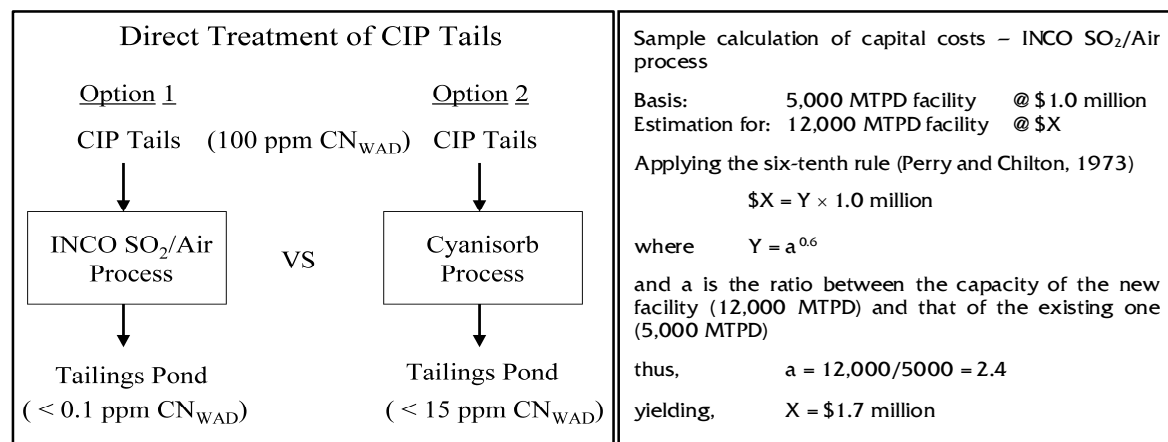 Direct Treatment of CIP Tails
Option 1
Option 2
CIP Tails (100 ppm CN_WAD) CIP Tails
INCO SO₂/Air
Process
VS
Cyanisorb
Process
Tailings Pond
( < 0.1 ppm CN_WAD)
Tailings Pond
( < 15 ppm CN_WAD)
Sample calculation of capital costs – INCO SO₂/Air
process
Basis: 5,000 MTPD facility @ $1.0 million
Estimation for: 12,000 MTPD facility @ $X
Applying the six-tenth rule (Perry and Chilton, 1973)
$X = Y × 1.0 million
where Y = a^0.6
and a is the ratio between the capacity of the new
facility (12,000 MTPD) and that of the existing one
(5,000 MTPD)
thus, a = 12,000/5000 = 2.4
yielding, X = $1.7 million